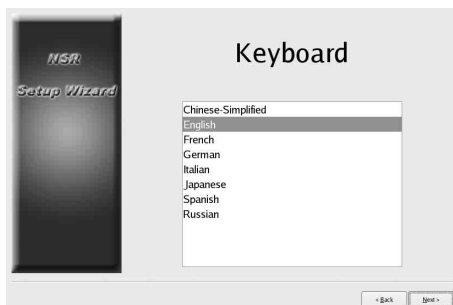 NSR
Setup Wizard
Keyboard
Chinese-Simplified
English
French
German
Italian
Japanese
Spanish
Russian
< Back
Next >